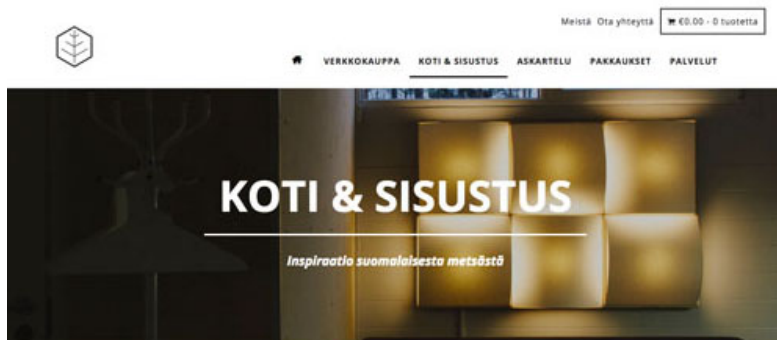 Meistä Ota yhteyttä €0.00 - 0 tuotetta
VERKKOKAUPPA KOTI & SISUSTUS ASKARTELU PAKKAUKSET PALVELUT
KOTI & SISUSTUS
Inspiraatio suomalaisesta metsästä